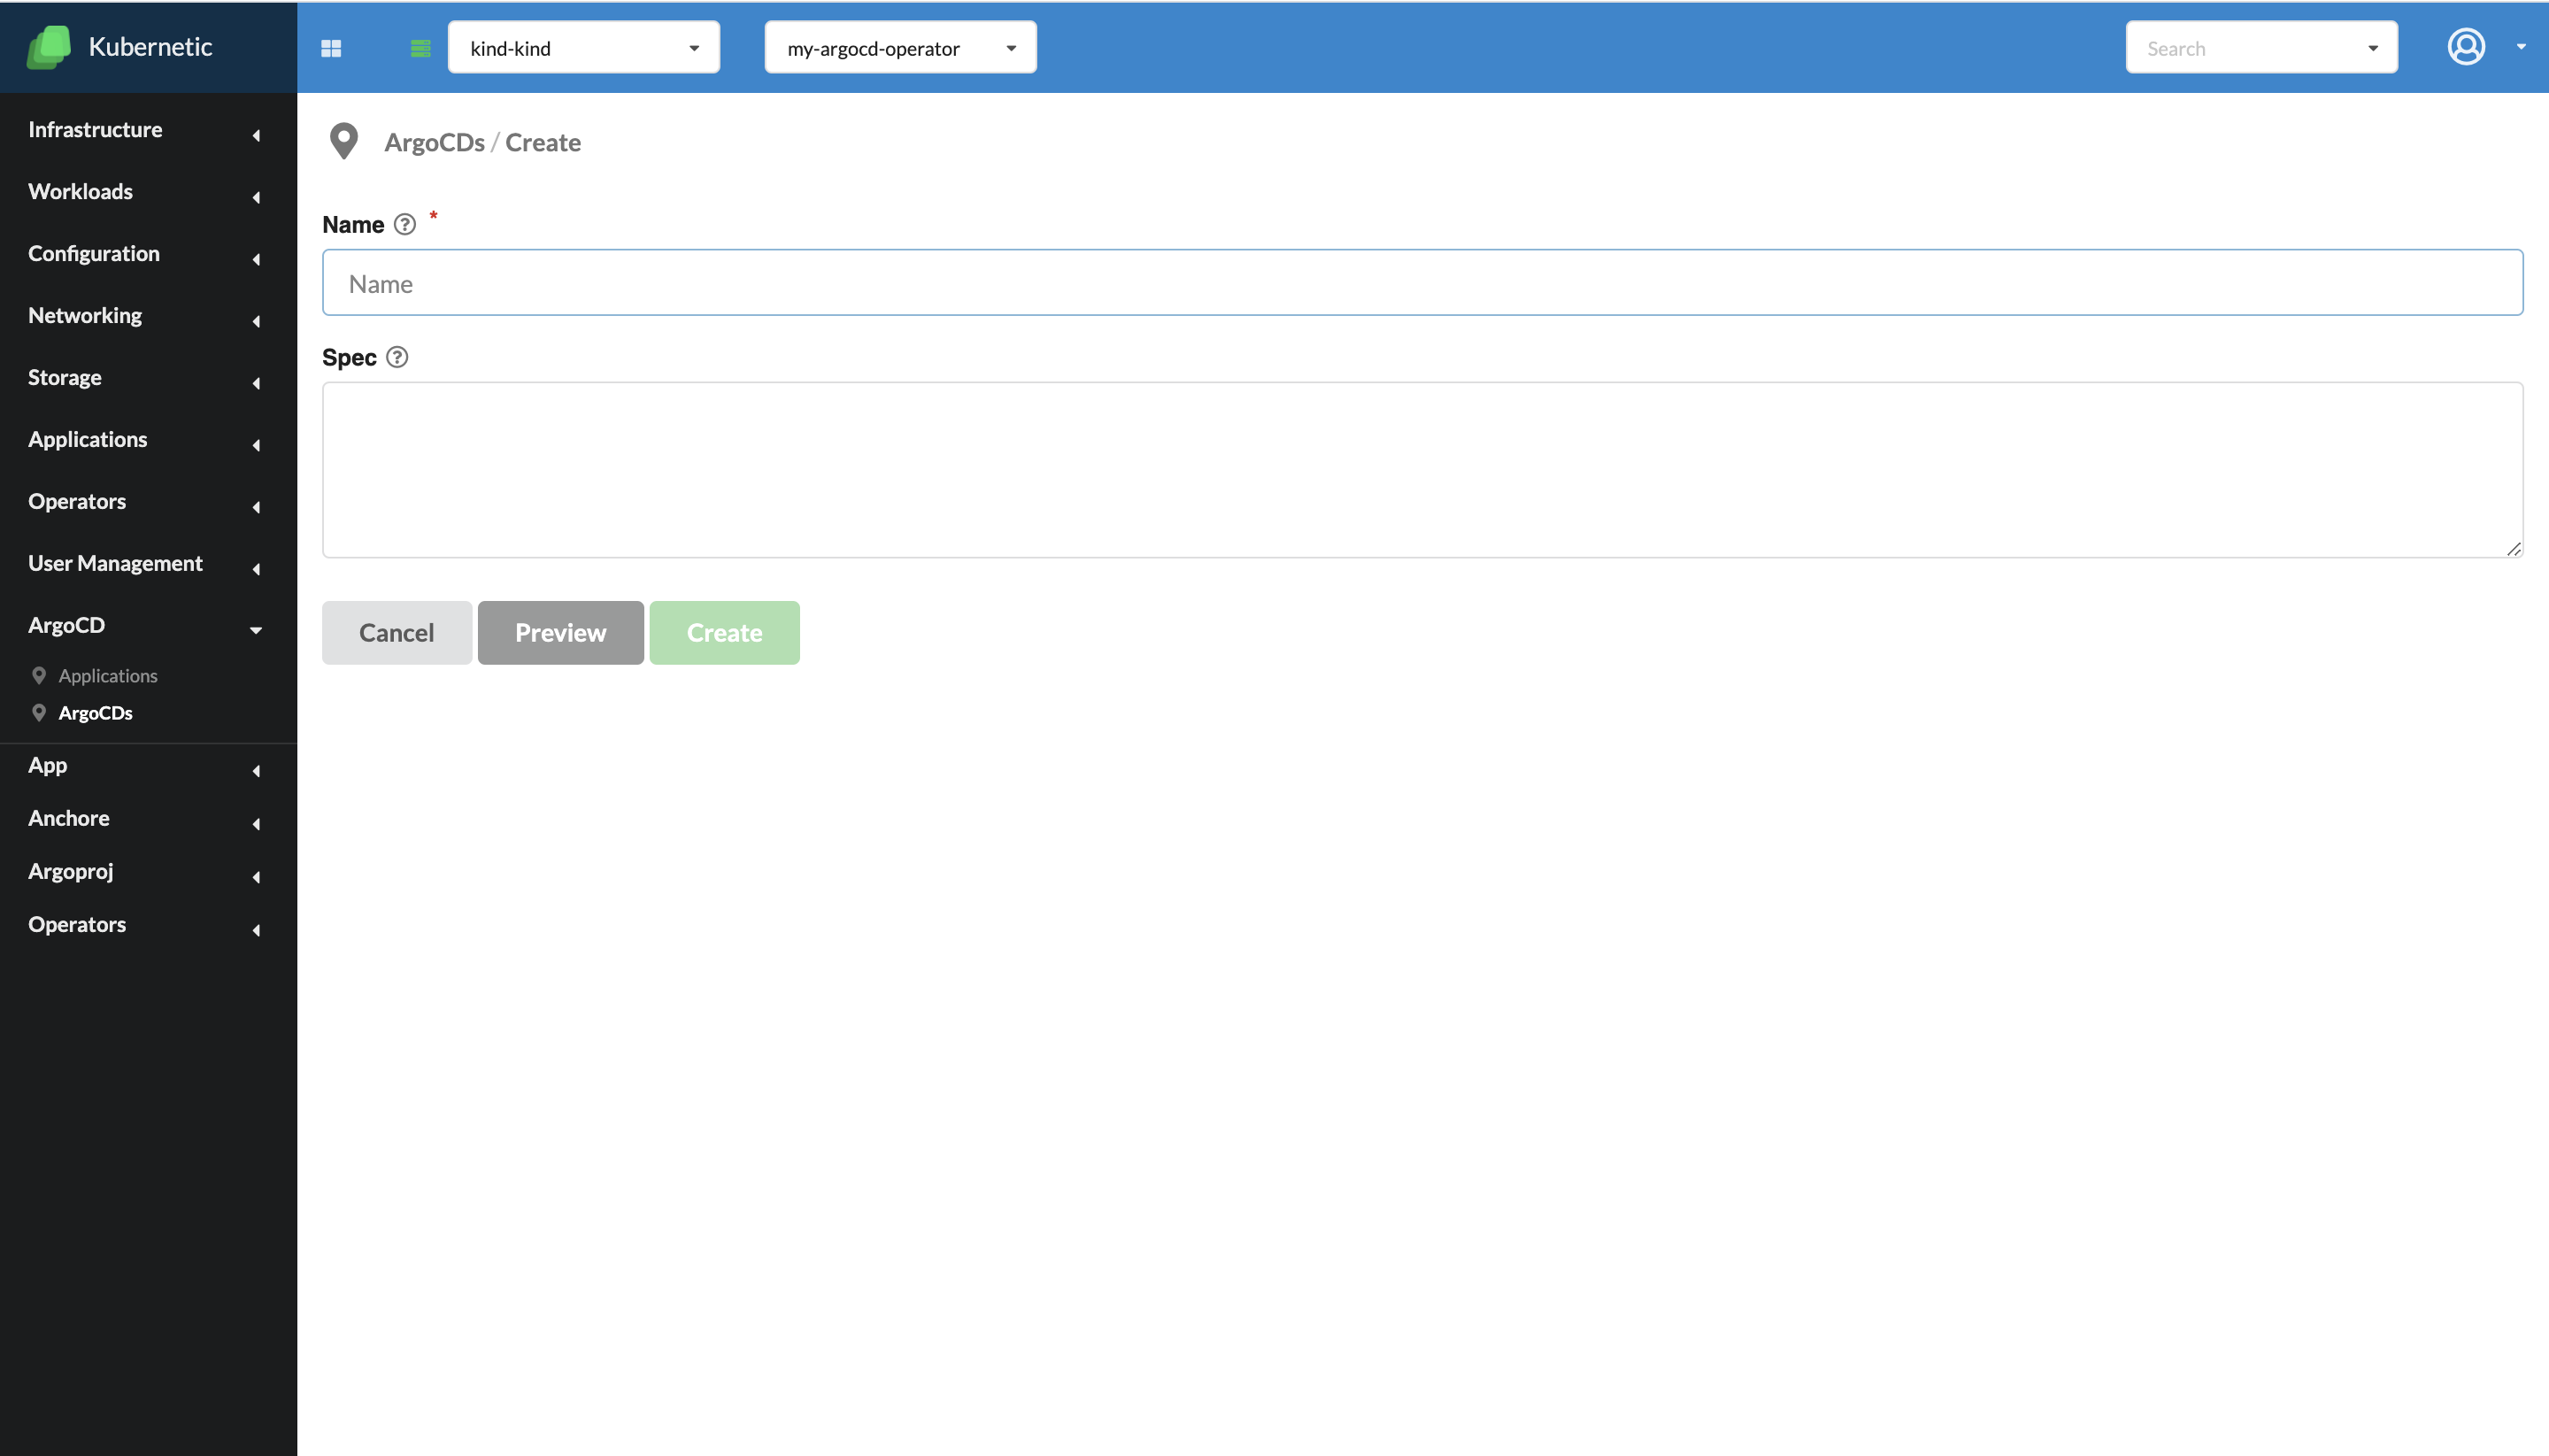 Kubernetic
kind-kind
my-argocd-operator
Search
Infrastructure
Workloads
Configuration
Networking
Storage
Applications
Operators
User Management
ArgoCD
Applications
ArgoCDs
App
Anchore
Argoproj
Operators
ArgoCDs / Create
Name ? *
Name
Spec ?
Cancel Preview Create